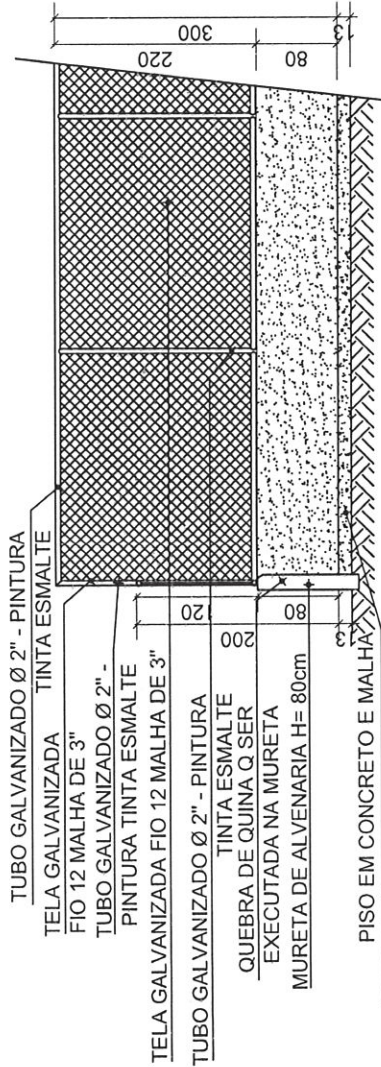 TUBO GALVANIZADO Ø 2" - PINTURA
TINTA ESMALTE
TELA GALVANIZADA
FIO 12 MALHA DE 3"
TUBO GALVANIZADO Ø 2" -
PINTURA TINTA ESMALTE
TELA GALVANIZADA FIO 12 MALHA DE 3"
TUBO GALVANIZADO Ø 2" - PINTURA
TINTA ESMALTE
QUEBRA DE QUINA Q SER
EXECUTADA NA MURETA
MURETA DE ALVENARIA H= 80cm
PISO EM CONCRETO E MALHA
120
200
80
3
220
300
80
3